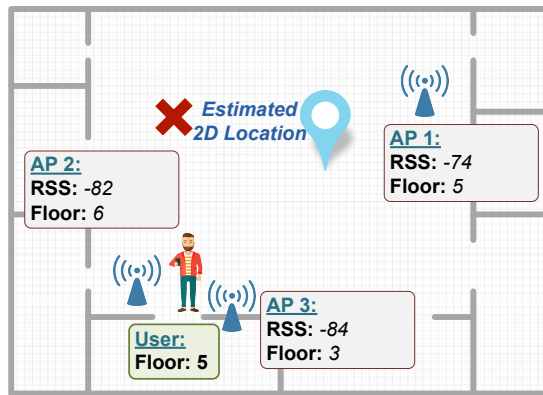 Estimated
2D Location
AP 1:
RSS: -74
Floor: 5
AP 2:
RSS: -82
Floor: 6
AP 3:
RSS: -84
Floor: 3
User:
Floor: 5